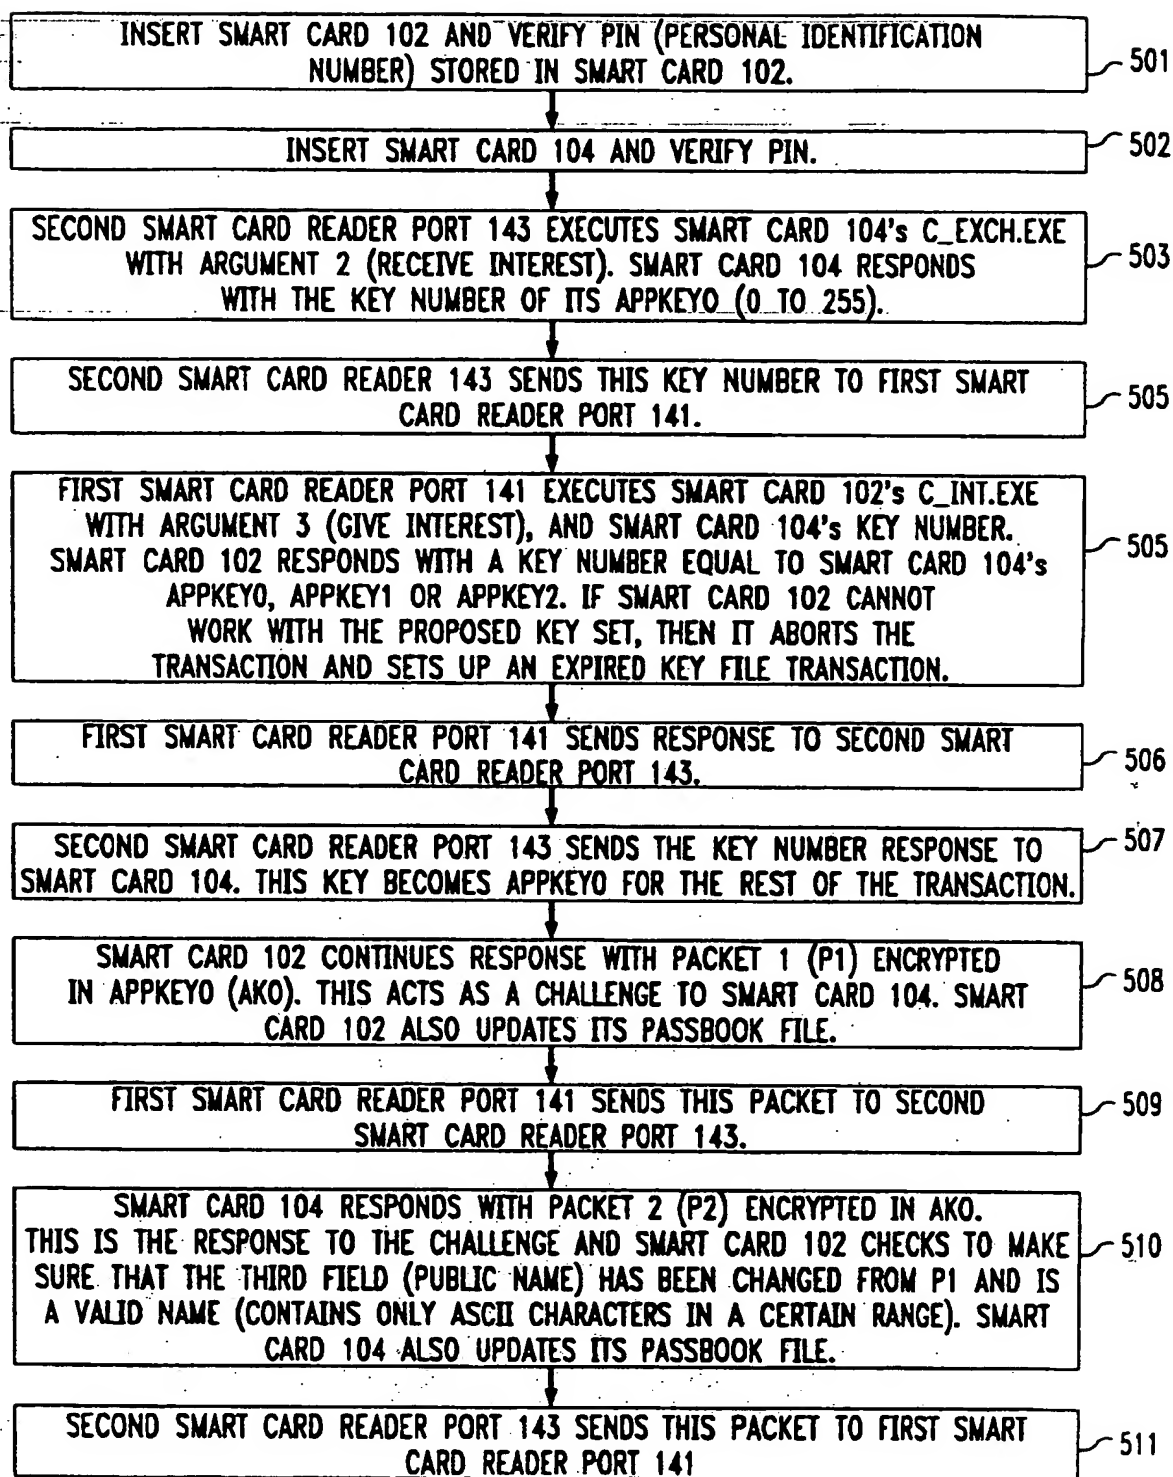 INSERT SMART CARD 102 AND VERIFY PIN (PERSONAL IDENTIFICATION
NUMBER) STORED IN SMART CARD 102.
501
INSERT SMART CARD 104 AND VERIFY PIN.
502
SECOND SMART CARD READER PORT 143 EXECUTES SMART CARD 104's C_EXCH.EXE
WITH ARGUMENT 2 (RECEIVE INTEREST). SMART CARD 104 RESPONDS
WITH THE KEY NUMBER OF ITS APPKEY0 (0 TO 255).
503
SECOND SMART CARD READER 143 SENDS THIS KEY NUMBER TO FIRST SMART
CARD READER PORT 141.
505
FIRST SMART CARD READER PORT 141 EXECUTES SMART CARD 102's C_INT.EXE
WITH ARGUMENT 3 (GIVE INTEREST), AND SMART CARD 104's KEY NUMBER.
SMART CARD 102 RESPONDS WITH A KEY NUMBER EQUAL TO SMART CARD 104's
APPKEY0, APPKEY1 OR APPKEY2. IF SMART CARD 102 CANNOT
WORK WITH THE PROPOSED KEY SET, THEN IT ABORTS THE
TRANSACTION AND SETS UP AN EXPIRED KEY FILE TRANSACTION.
505
FIRST SMART CARD READER PORT 141 SENDS RESPONSE TO SECOND SMART
CARD READER PORT 143.
506
SECOND SMART CARD READER PORT 143 SENDS THE KEY NUMBER RESPONSE TO
SMART CARD 104. THIS KEY BECOMES APPKEY0 FOR THE REST OF THE TRANSACTION.
507
SMART CARD 102 CONTINUES RESPONSE WITH PACKET 1 (P1) ENCRYPTED
IN APPKEY0 (AK0). THIS ACTS AS A CHALLENGE TO SMART CARD 104. SMART
CARD 102 ALSO UPDATES ITS PASSBOOK FILE.
508
FIRST SMART CARD READER PORT 141 SENDS THIS PACKET TO SECOND
SMART CARD READER PORT 143.
509
SMART CARD 104 RESPONDS WITH PACKET 2 (P2) ENCRYPTED IN AK0.
THIS IS THE RESPONSE TO THE CHALLENGE AND SMART CARD 102 CHECKS TO MAKE
SURE THAT THE THIRD FIELD (PUBLIC NAME) HAS BEEN CHANGED FROM P1 AND IS
A VALID NAME (CONTAINS ONLY ASCII CHARACTERS IN A CERTAIN RANGE). SMART
CARD 104 ALSO UPDATES ITS PASSBOOK FILE.
510
SECOND SMART CARD READER PORT 143 SENDS THIS PACKET TO FIRST SMART
CARD READER PORT 141
511